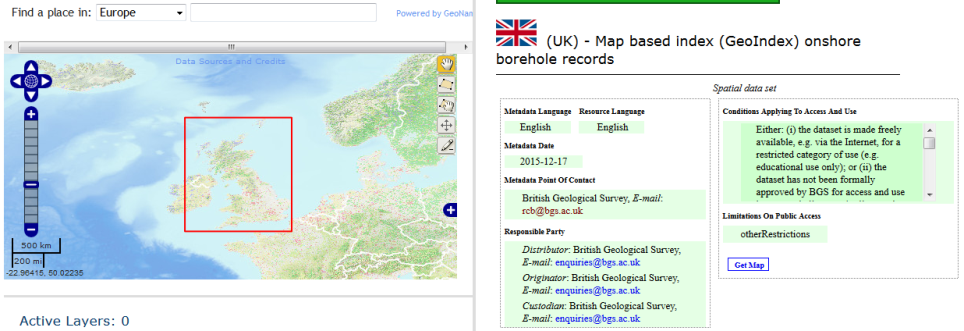 Find a place in: Europe
Powered by GeoNam
Data Sources and Credits
500 km
200 mi
-22.96415, 50.02235
Active Layers: 0
(UK) - Map based index (GeoIndex) onshore
borehole records
Spatial data set
Metadata Language Resource Language
English English
Metadata Date
2015-12-17
Metadata Point Of Contact
British Geological Survey, E-mail:
rcb@bgs.ac.uk
Responsible Party
Distributor: British Geological Survey,
E-mail: enquiries@bgs.ac.uk
Originator: British Geological Survey,
E-mail: enquiries@bgs.ac.uk
Custodian: British Geological Survey,
E-mail: enquiries@bgs.ac.uk
Conditions Applying To Access And Use
Either: (i) the dataset is made freely
available, e.g. via the Internet, for a
restricted category of use (e.g.
educational use only); or (ii) the
dataset has not been formally
approved by BGS for access and use
Limitations On Public Access
otherRestrictions
Get Map